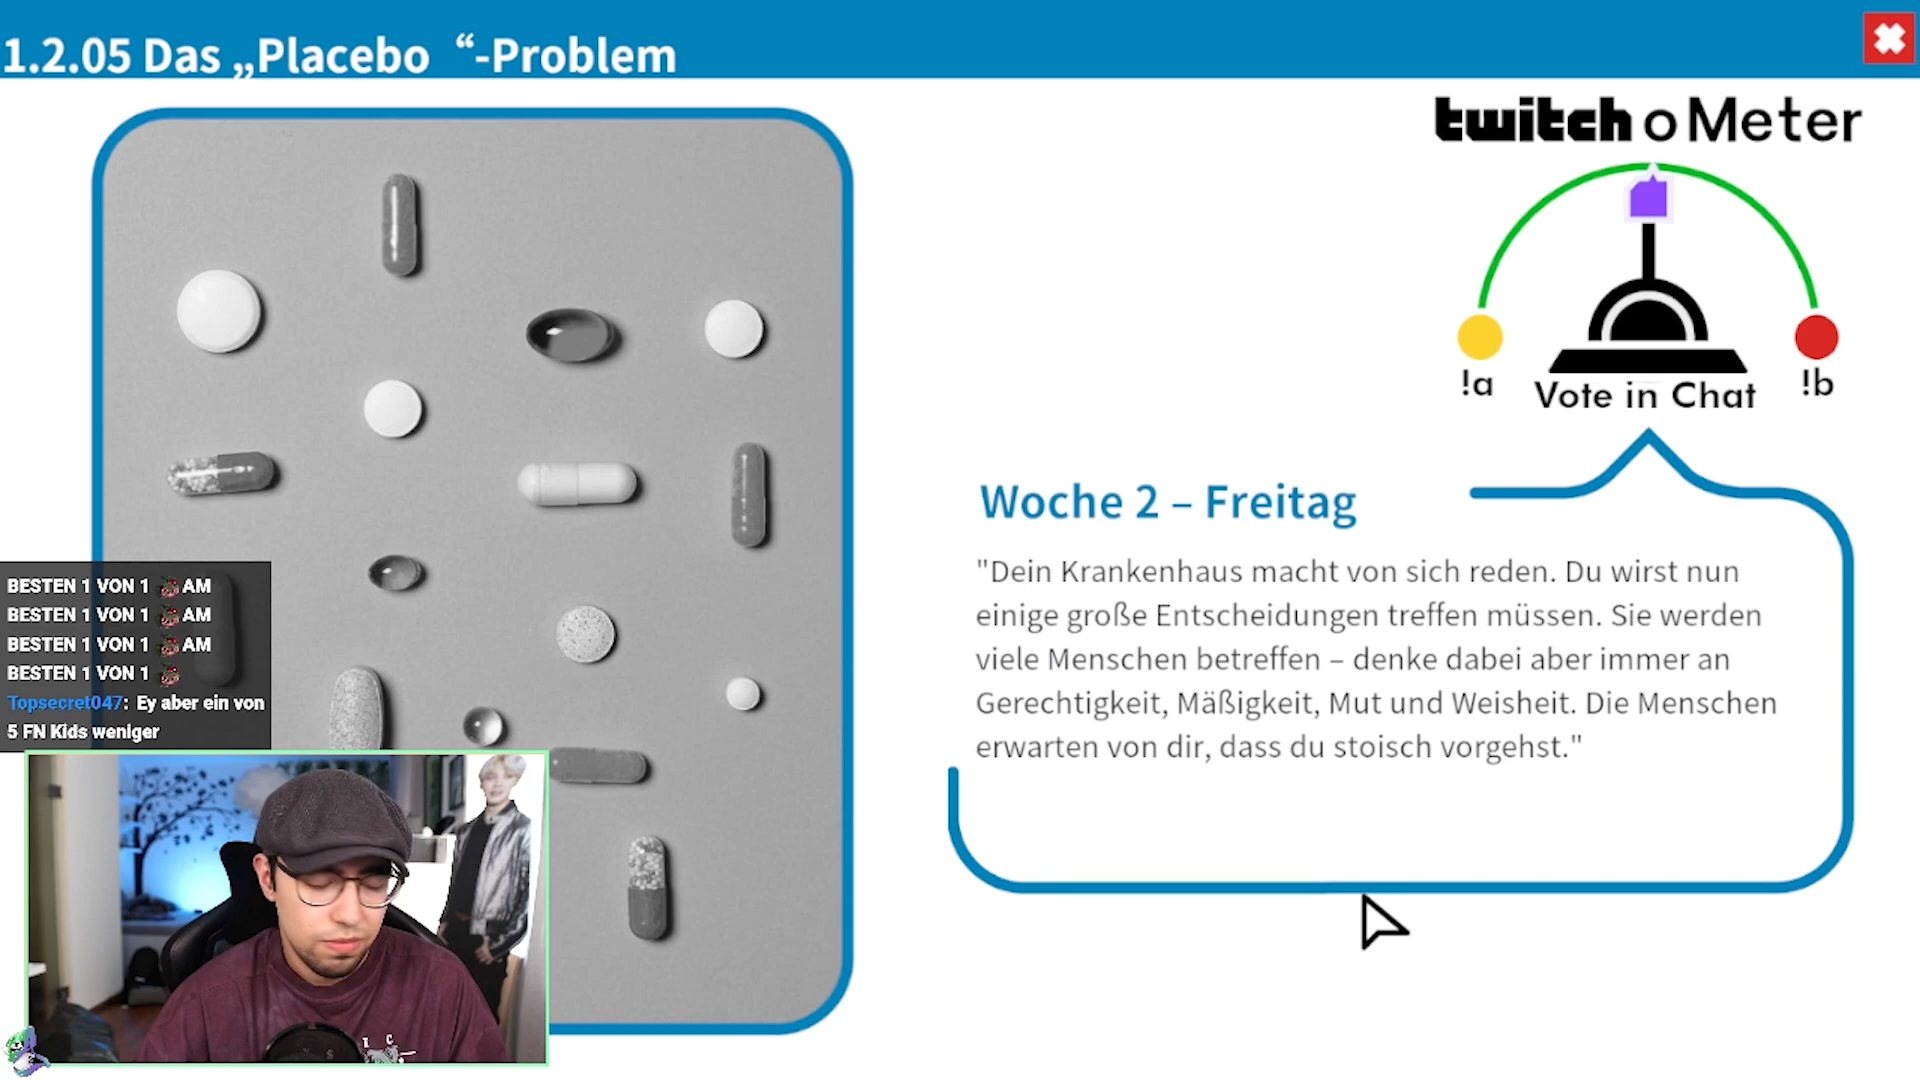 1.2.05 Das „Placebo “-Problem
twitch o Meter
!a
Vote in Chat
!b
Woche 2 – Freitag
"Dein Krankenhaus macht von sich reden. Du wirst nun
einige große Entscheidungen treffen müssen. Sie werden
viele Menschen betreffen – denke dabei aber immer an
Gerechtigkeit, Mäßigkeit, Mut und Weisheit. Die Menschen
erwarten von dir, dass du stoisch vorgehst."
BESTEN 1 VON 1 AM
BESTEN 1 VON 1 AM
BESTEN 1 VON 1 AM
BESTEN 1 VON 1
Topsecret047: Ey aber ein von
5 FN Kids weniger